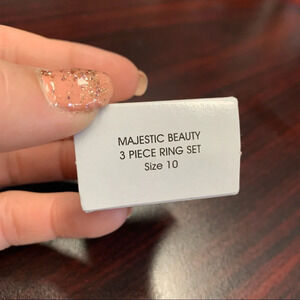 MAJESTIC BEAUTY
3 PIECE RING SET
Size 10